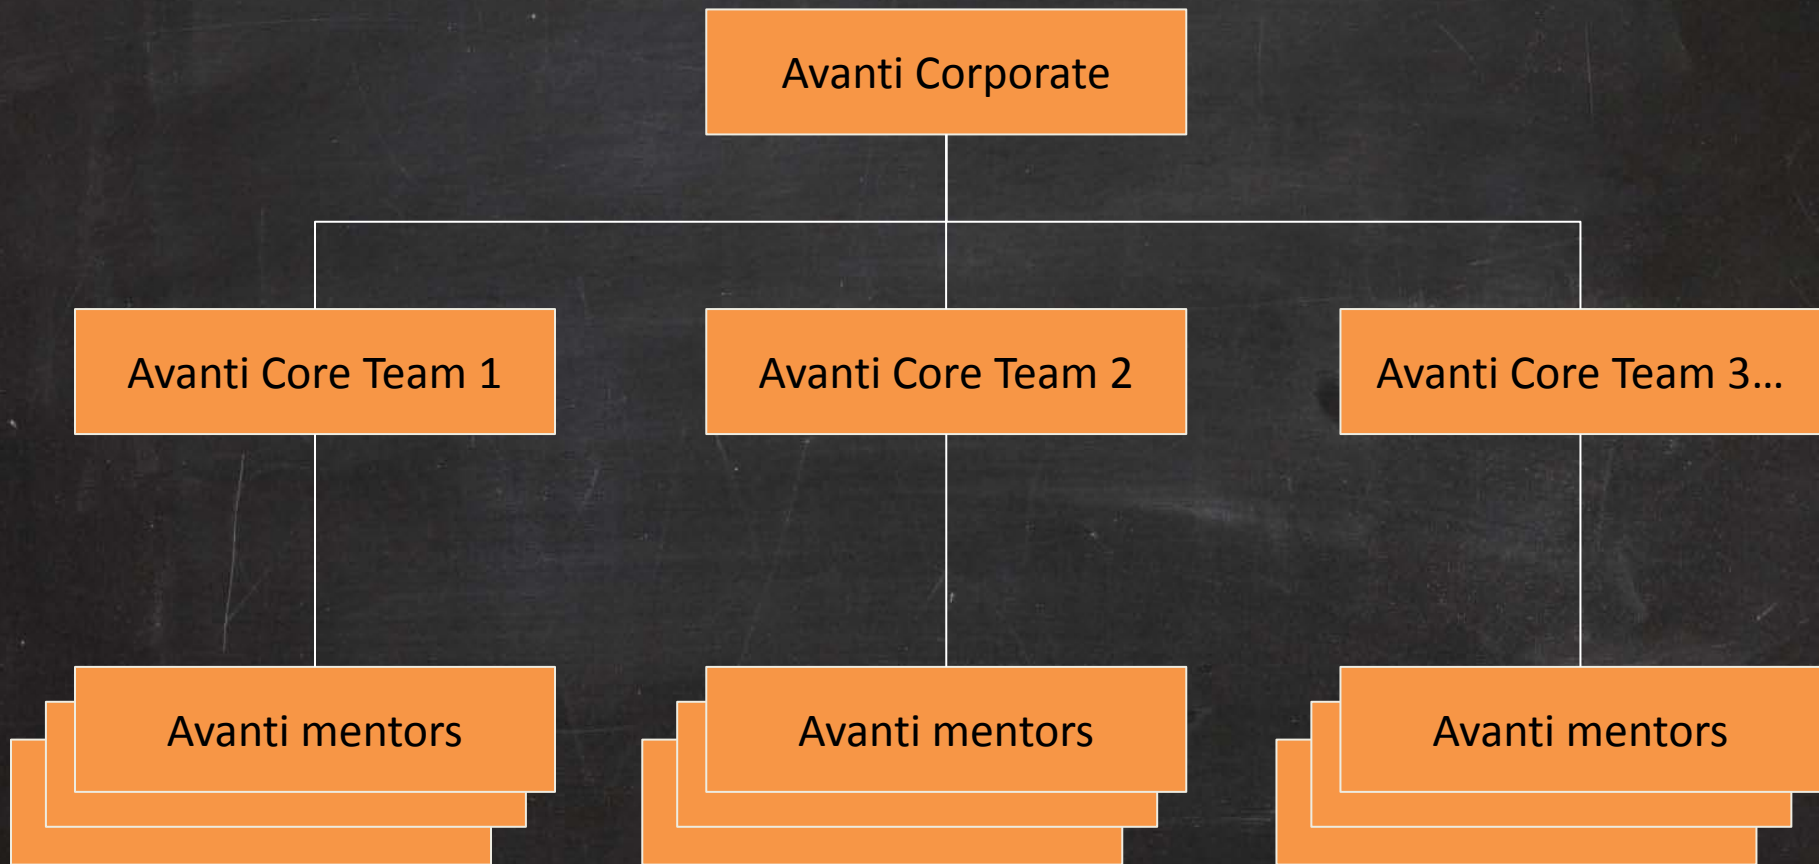 Avanti Corporate
Avanti Core Team 1
Avanti Core Team 2
Avanti Core Team 3...
Avanti mentors
Avanti mentors
Avanti mentors